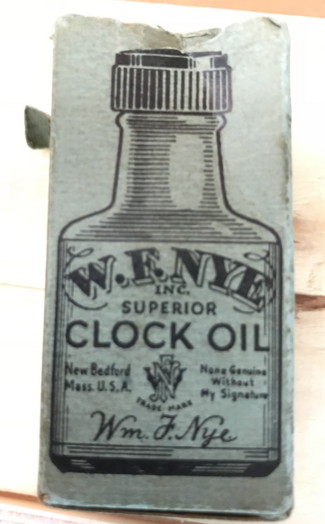 W.F. NYE
INC.
SUPERIOR
CLOCK OIL
New Bedford
Mass. U.S.A.
TRADE-MARK
None Genuine
Without
My Signature
Wm. F. Nye